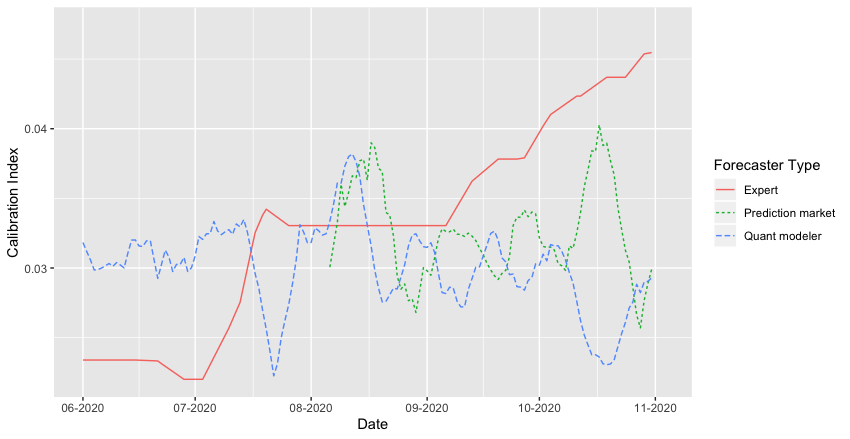 Calibration Index
0.04
0.03
06-2020 07-2020 08-2020 09-2020 10-2020 11-2020
Date
Forecaster Type
Expert
Prediction market
Quant modeler